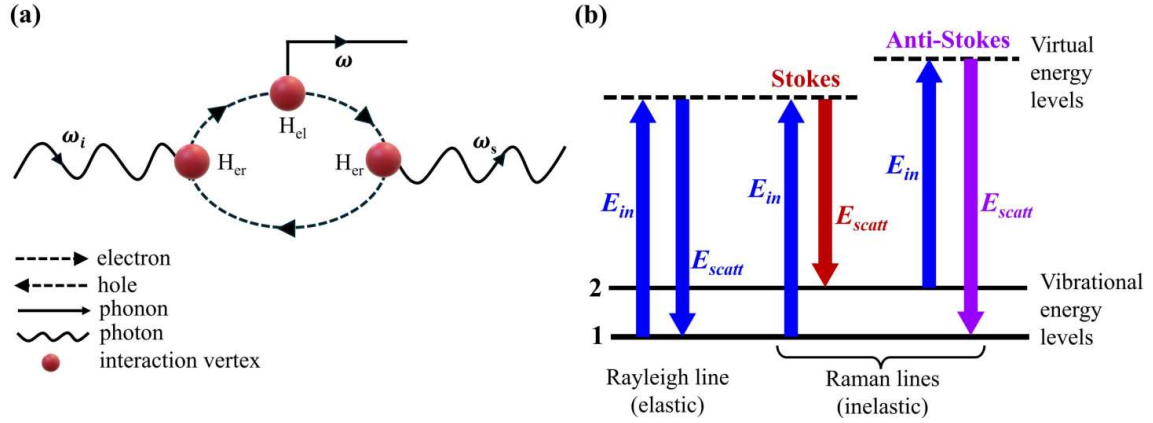 (a)
ω
H_el
ω_i
H_er
H_er
ω_s
electron
hole
phonon
photon
interaction vertex
(b)
Anti-Stokes
Virtual
energy
levels
Stokes
E_in
E_scatt
E_in
E_scatt
E_in
E_scatt
2
1
Vibrational
energy
levels
Rayleigh line
(elastic)
Raman lines
(inelastic)